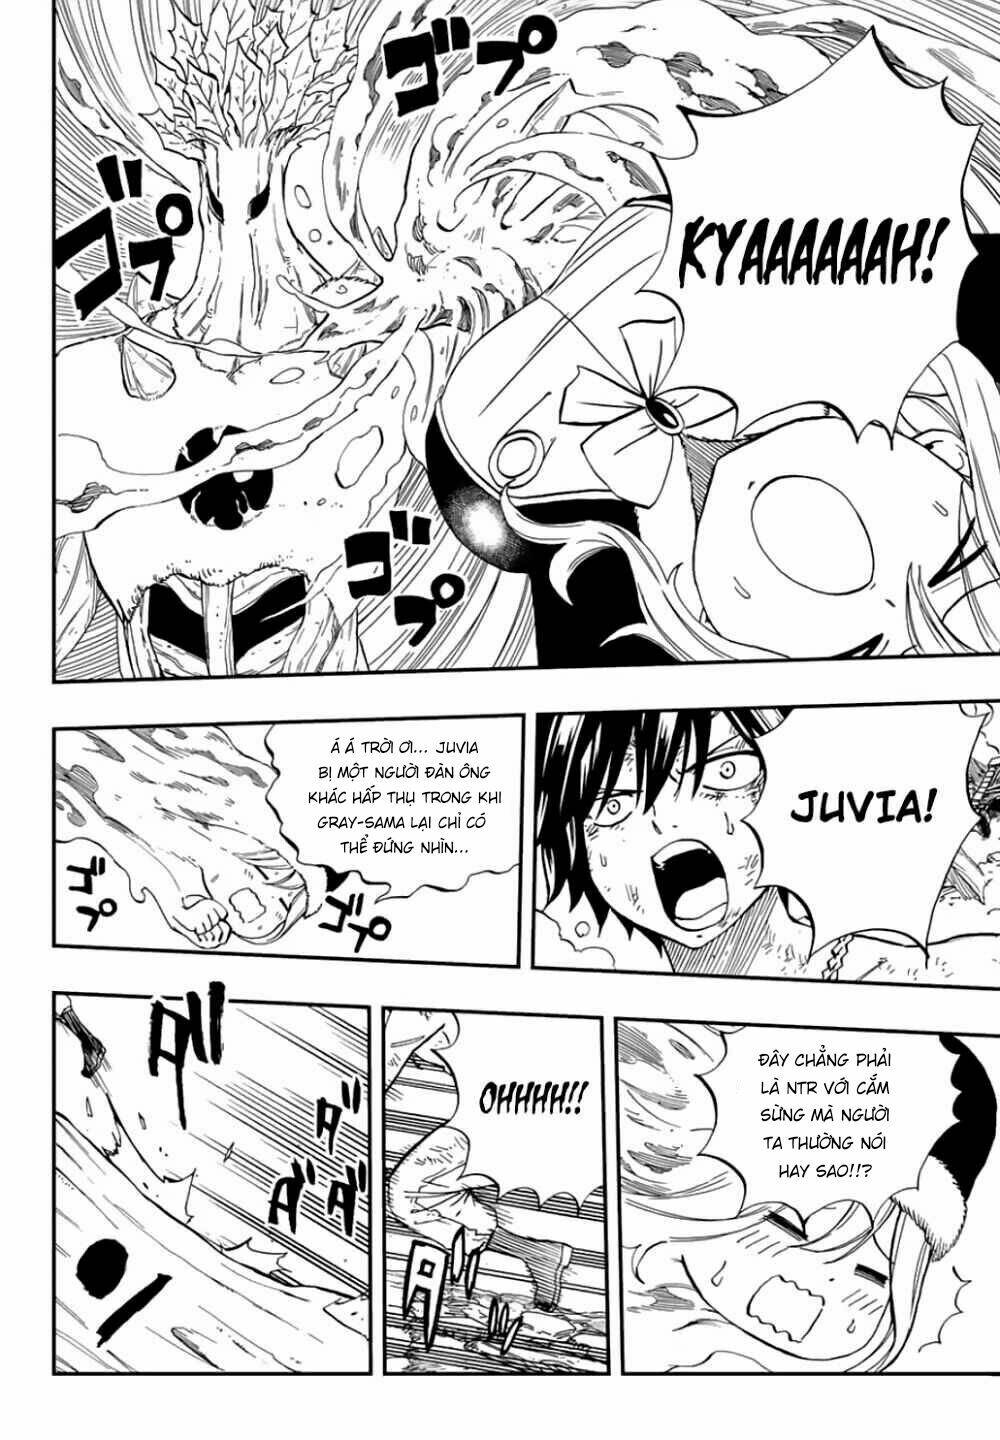 ゴプ
KYAAAAAAH!
ゴプ
ゴプ
JUVIA!
Á Á TRỜI ƠI... JUVIA
BỊ MỘT NGƯỜI ĐÀN ÔNG
KHÁC HẤP THỤ TRONG KHI
GRAY-SAMA LẠI CHỈ CÓ
THỂ ĐỨNG NHÌN...
ゴプ
ゴプ
ĐÂY CHẲNG PHẢI
LÀ NTR VỚI CẮM
SỪNG MÀ NGƯỜI
TA THƯỜNG NÓI
HAY SAO!!?
OHHHH!!
ダ
ダ
ダ
ダ